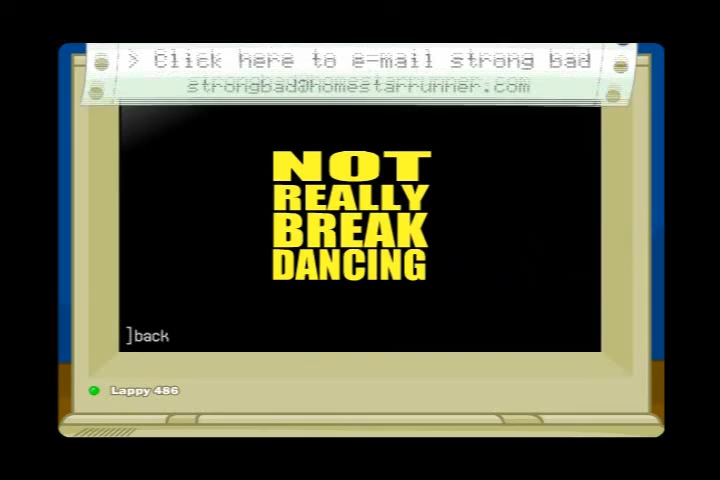 > Click here to e-mail strong bad
strongbad@homestarrunner.com
NOT
REALLY
BREAK
DANCING
]back
Lappy 486